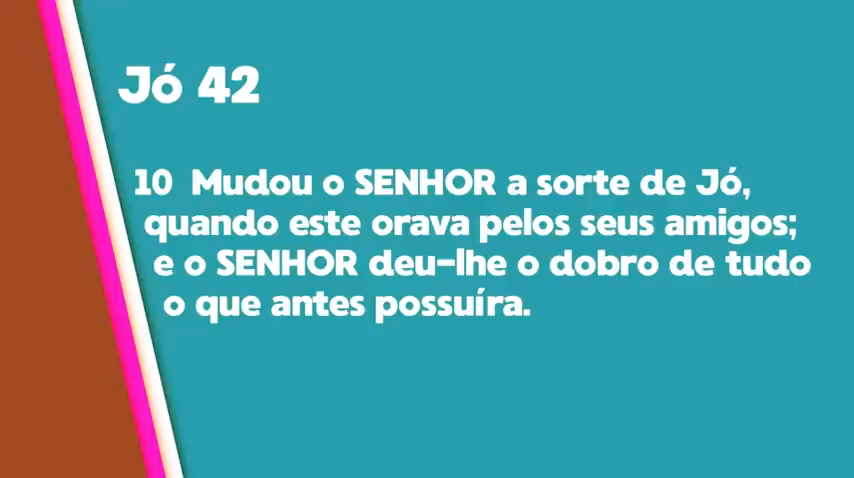 Jó 42
10 Mudou o SENHOR a sorte de Jó,
quando este orava pelos seus amigos;
e o SENHOR deu-lhe o dobro de tudo
o que antes possuíra.